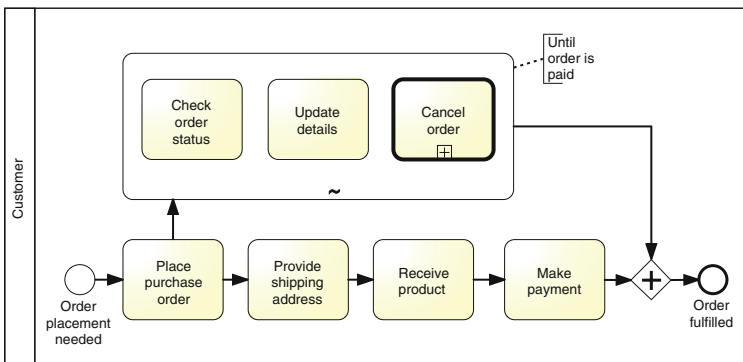 Customer
Until
order is
paid
Check
order
status
Update
details
Cancel
order
~
Place
purchase
order
Provide
shipping
address
Receive
product
Make
payment
Order
placement
needed
Order
fulfilled